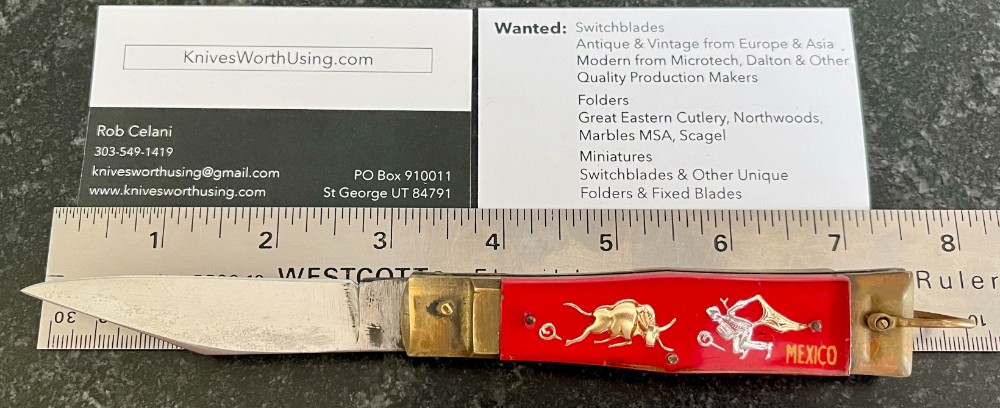 KnivesWorthUsing.com
Rob Celani
303-549-1419
knivesworthusing@gmail.com
www.knivesworthusing.com
PO Box 910011
St George UT 84791
Wanted: Switchblades
Antique & Vintage from Europe & Asia
Modern from Microtech, Dalton & Other
Quality Production Makers
Folders
Great Eastern Cutlery, Northwoods,
Marbles MSA, Scagel
Miniatures
Switchblades & Other Unique
Folders & Fixed Blades
1 2 3 4 5 6 7 8
WESTCOTT
Ruler
30
10
MEXICO